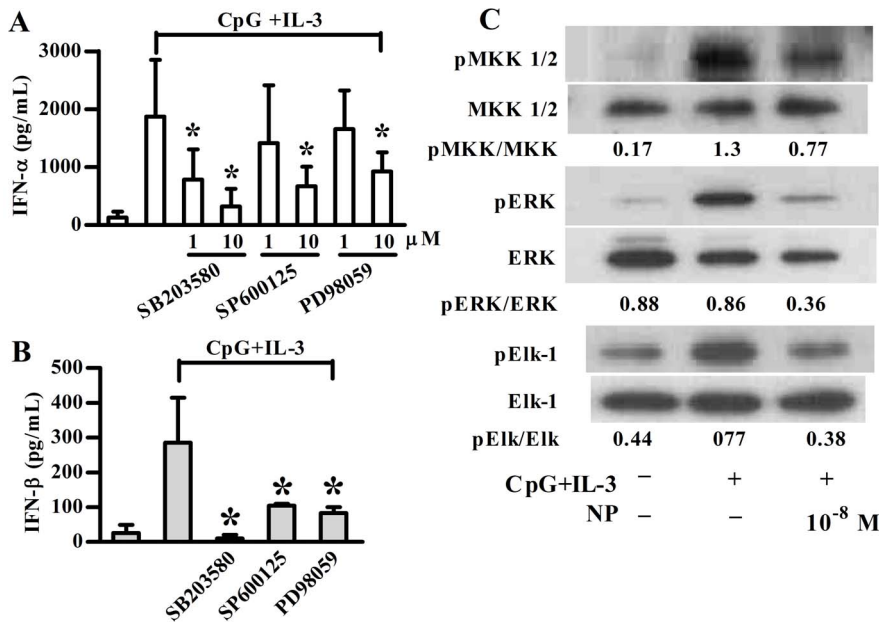 A
CpG +IL-3
IFN-α (pg/mL)
3000
2000
1000
0
1 10 1 10 1 10 μM
SB203580
SP600125
PD98059
* * * *
B
CpG+IL-3
IFN-β (pg/mL)
500
400
300
200
100
0
* * *
SB203580
SP600125
PD98059
C
pMKK 1/2
MKK 1/2
pMKK/MKK 0.17 1.3 0.77
pERK
ERK
pERK/ERK 0.88 0.86 0.36
pElk-1
Elk-1
pElk/Elk 0.44 077 0.38
CpG+IL-3 – + +
NP – – 10⁻⁸ M